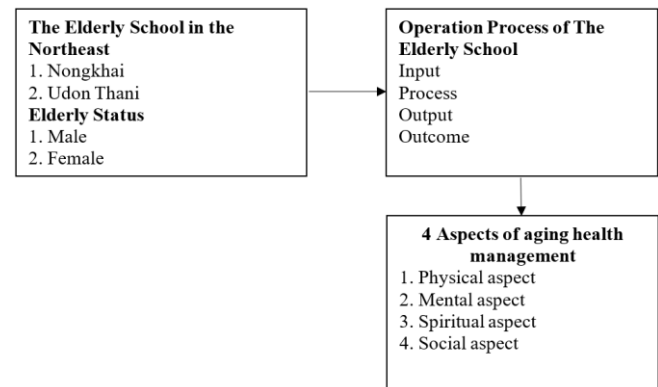 The Elderly School in the
Northeast
1. Nongkhai
2. Udon Thani
Elderly Status
1. Male
2. Female
Operation Process of The
Elderly School
Input
Process
Output
Outcome
4 Aspects of aging health
management
1. Physical aspect
2. Mental aspect
3. Spiritual aspect
4. Social aspect